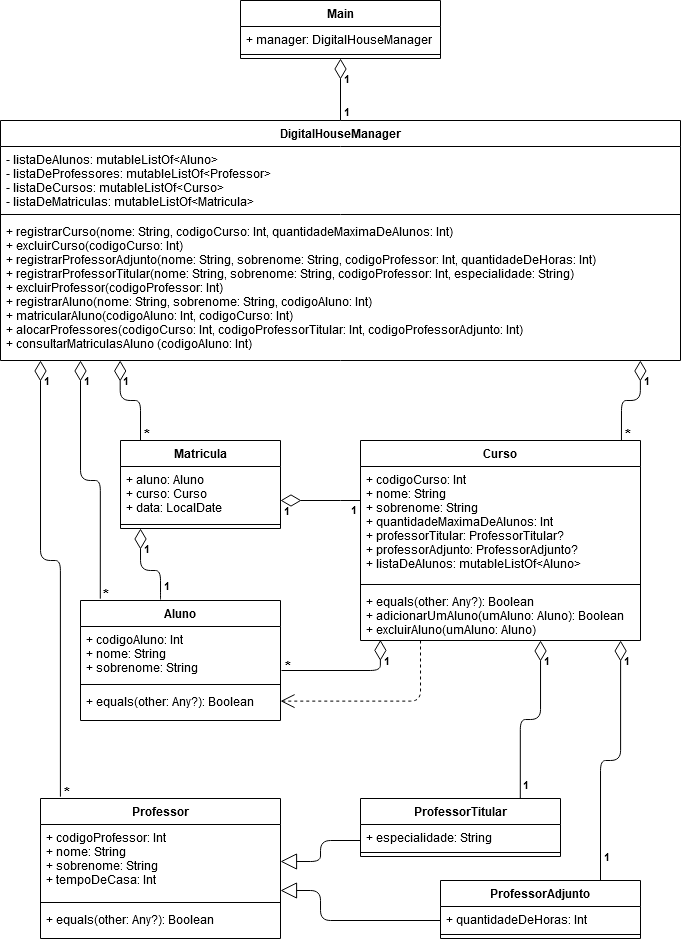 Main
+ manager: DigitalHouseManager
1
1
DigitalHouseManager
- listaDeAlunos: mutableListOf<Aluno>
- listaDeProfessores: mutableListOf<Professor>
- listaDeCursos: mutableListOf<Curso>
- listaDeMatriculas: mutableListOf<Matricula>
+ registrarCurso(nome: String, codigoCurso: Int, quantidadeMaximaDeAlunos: Int)
+ excluirCurso(codigoCurso: Int)
+ registrarProfessorAdjunto(nome: String, sobrenome: String, codigoProfessor: Int, quantidadeDeHoras: Int)
+ registrarProfessorTitular(nome: String, sobrenome: String, codigoProfessor: Int, especialidade: String)
+ excluirProfessor(codigoProfessor: Int)
+ registrarAluno(nome: String, sobrenome: String, codigoAluno: Int)
+ matricularAluno(codigoAluno: Int, codigoCurso: Int)
+ alocarProfessores(codigoCurso: Int, codigoProfessorTitular: Int, codigoProfessorAdjunto: Int)
+ consultarMatriculasAluno (codigoAluno: Int)
1
1
1
1
*
*
Matricula
+ aluno: Aluno
+ curso: Curso
+ data: LocalDate
1
1
Curso
+ codigoCurso: Int
+ nome: String
+ sobrenome: String
+ quantidadeMaximaDeAlunos: Int
+ professorTitular: ProfessorTitular?
+ professorAdjunto: ProfessorAdjunto?
+ listaDeAlunos: mutableListOf<Aluno>
+ equals(other: Any?): Boolean
+ adicionarUmAluno(umAluno: Aluno): Boolean
+ excluirAluno(umAluno: Aluno)
1
1
*
Aluno
+ codigoAluno: Int
+ nome: String
+ sobrenome: String
+ equals(other: Any?): Boolean
*
1
1
1
*
1
1
Professor
+ codigoProfessor: Int
+ nome: String
+ sobrenome: String
+ tempoDeCasa: Int
+ equals(other: Any?): Boolean
ProfessorTitular
+ especialidade: String
ProfessorAdjunto
+ quantidadeDeHoras: Int